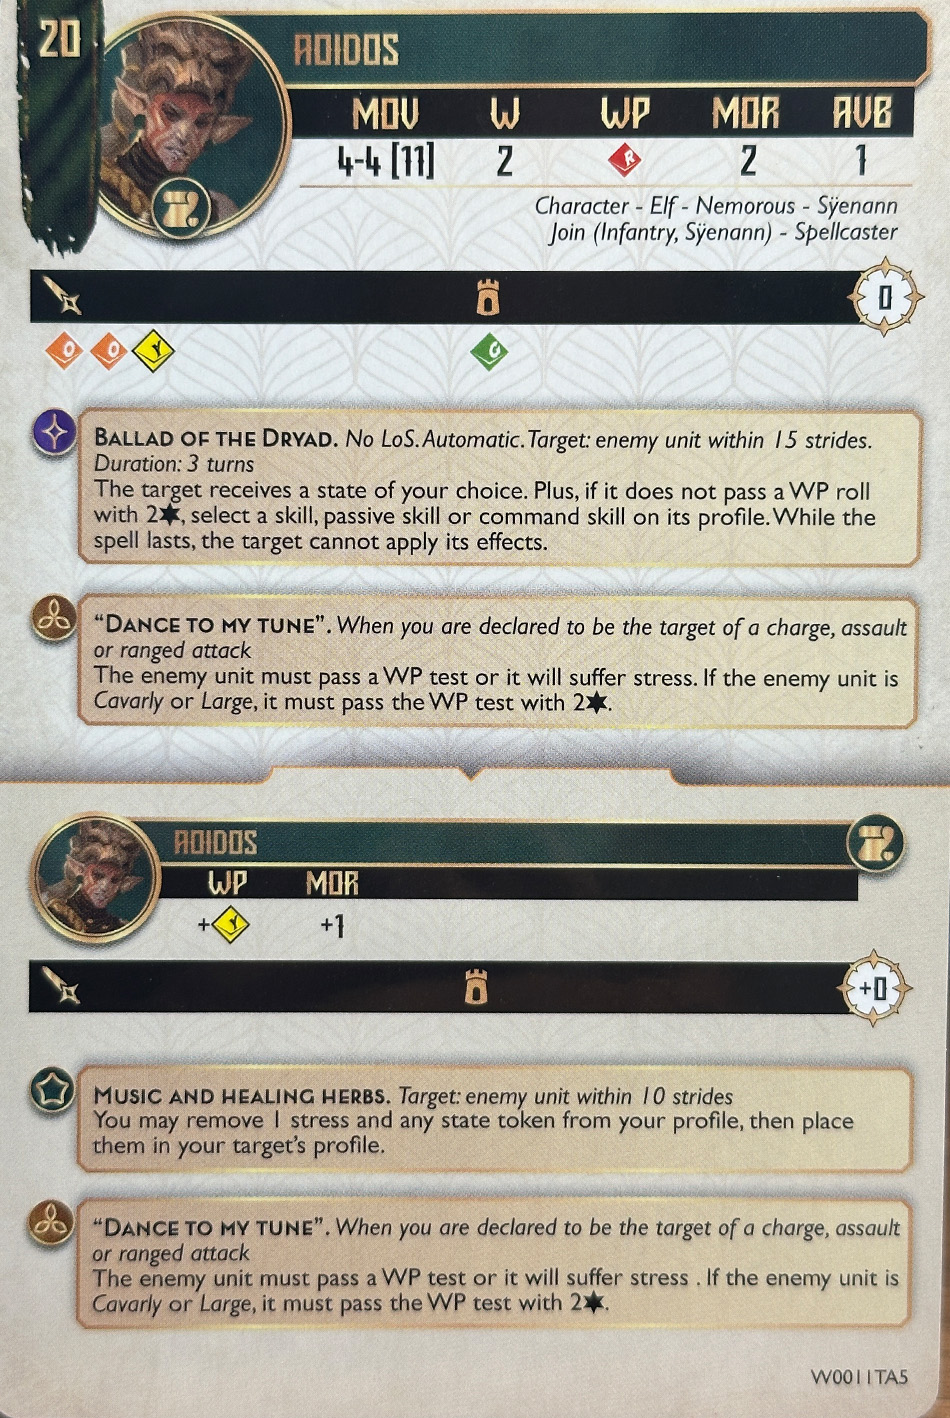 20
AOIDOS
MOV W WP MOR AVB
4-4 [11] 2 R 2 1
Character - Elf - Nemorous - Sÿenann
Join (Infantry, Sÿenann) - Spellcaster
0
O O Y G
BALLAD OF THE DRYAD. No LoS. Automatic. Target: enemy unit within 15 strides.
Duration: 3 turns
The target receives a state of your choice. Plus, if it does not pass a WP roll
with 2✷, select a skill, passive skill or command skill on its profile. While the
spell lasts, the target cannot apply its effects.
“DANCE TO MY TUNE”. When you are declared to be the target of a charge, assault
or ranged attack
The enemy unit must pass a WP test or it will suffer stress. If the enemy unit is
Cavarly or Large, it must pass the WP test with 2✷.
AOIDOS
WP MOR
+Y +1
+0
MUSIC AND HEALING HERBS. Target: enemy unit within 10 strides
You may remove 1 stress and any state token from your profile, then place
them in your target's profile.
“DANCE TO MY TUNE”. When you are declared to be the target of a charge, assault
or ranged attack
The enemy unit must pass a WP test or it will suffer stress . If the enemy unit is
Cavarly or Large, it must pass the WP test with 2✷.
W0011TA5